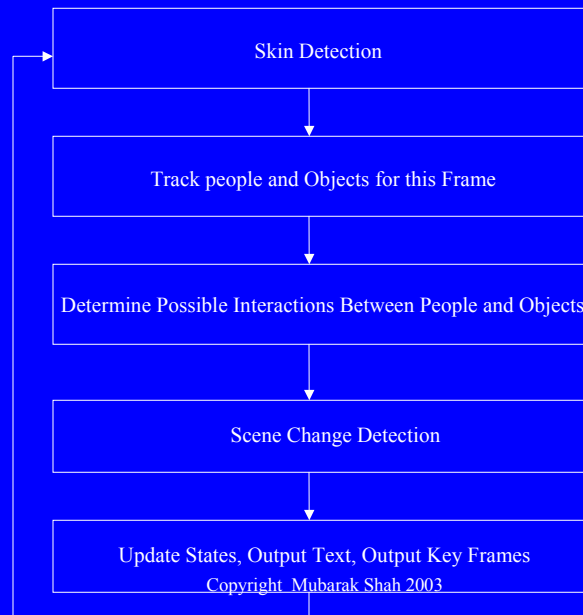 Skin Detection
Track people and Objects for this Frame
Determine Possible Interactions Between People and Objects
Scene Change Detection
Update States, Output Text, Output Key Frames
Copyright Mubarak Shah 2003